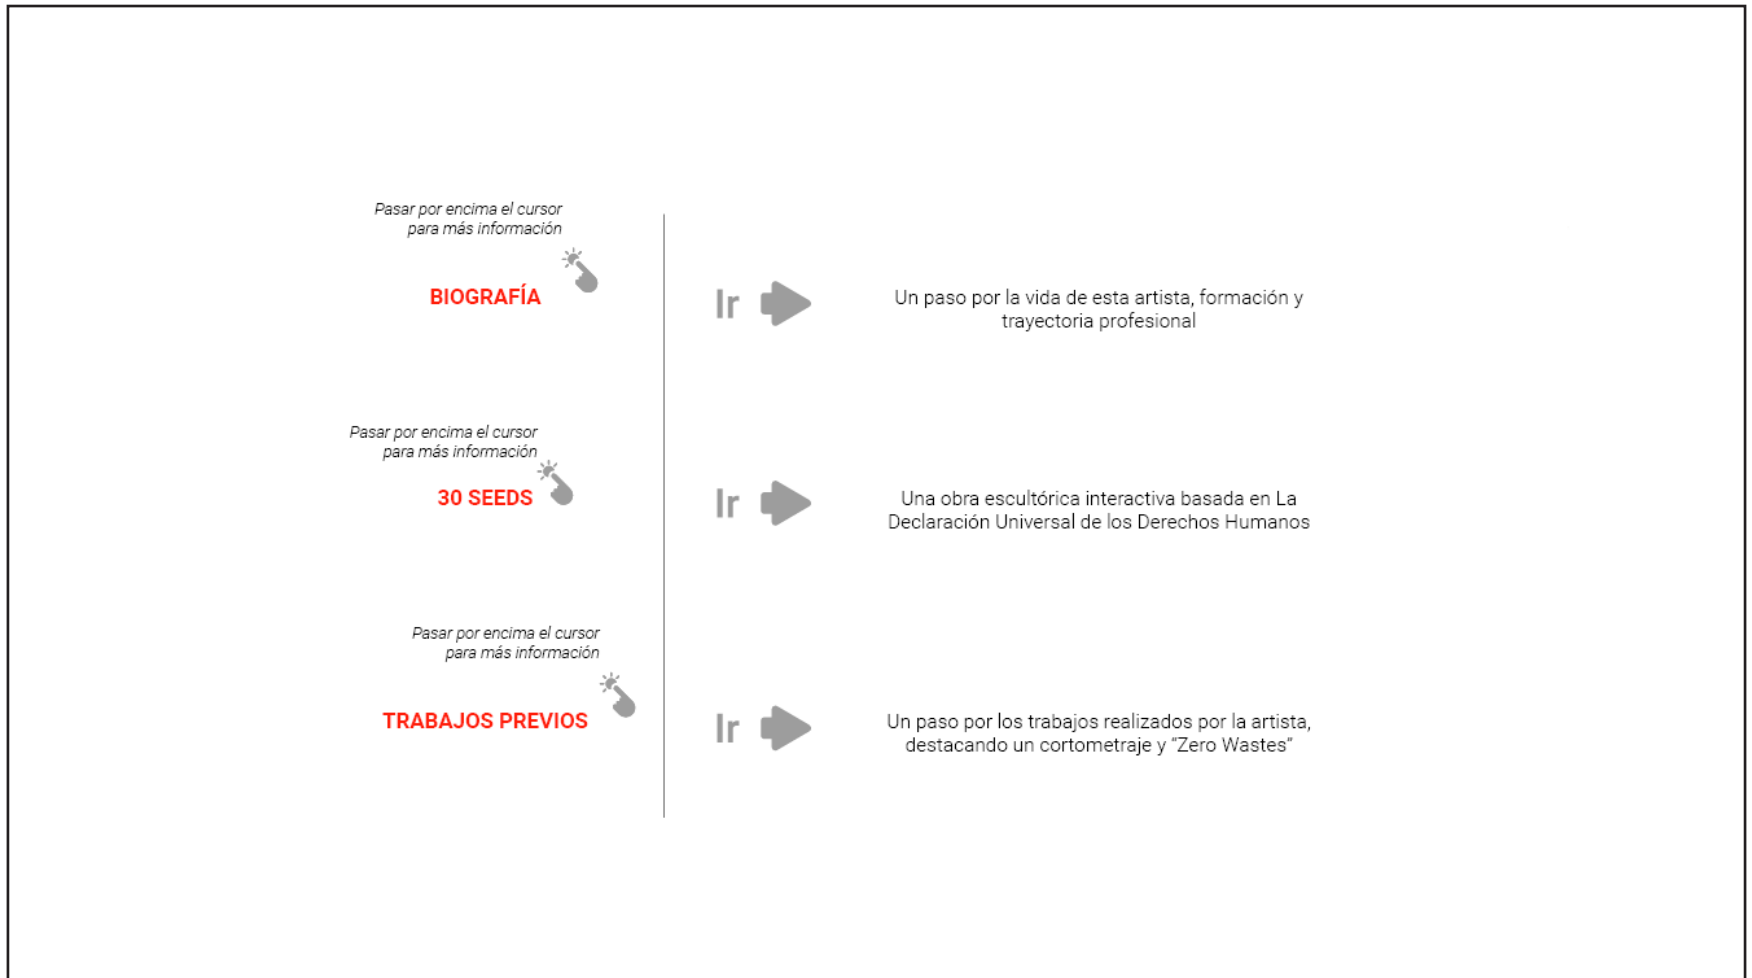 Pasar por encima el cursor
para más información
BIOGRAFÍA
Ir
Un paso por la vida de esta artista, formación y
trayectoria profesional
Pasar por encima el cursor
para más información
30 SEEDS
Ir
Una obra escultórica interactiva basada en La
Declaración Universal de los Derechos Humanos
Pasar por encima el cursor
para más información
TRABAJOS PREVIOS
Ir
Un paso por los trabajos realizados por la artista,
destacando un cortometraje y “Zero Wastes”